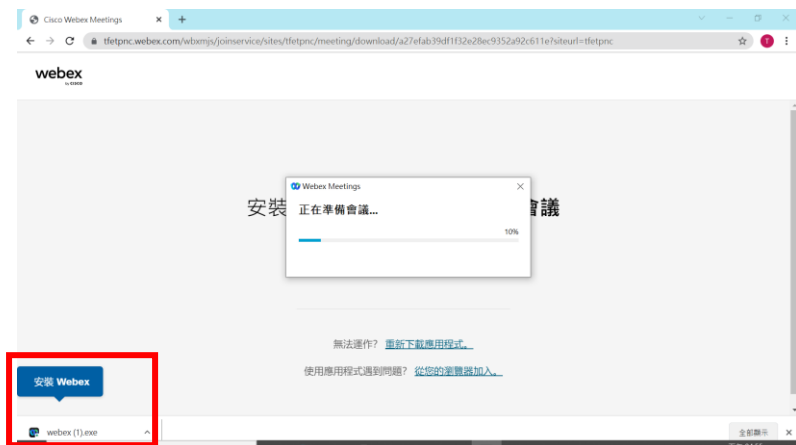 Cisco Webex Meetings
tfetpnc.webex.com/wbxmjs/joinservice/sites/tfetpnc/meeting/download/a27efab39df1f32e28ec9352a92c611e?siteurl=tfetpnc
T
webex
by CISCO
Webex Meetings
安裝
會議
正在準備會議...
10%
無法運作? 重新下載應用程式。
使用應用程式遇到問題? 從您的瀏覽器加入。
安裝 Webex
webex (1).exe
全部顯示